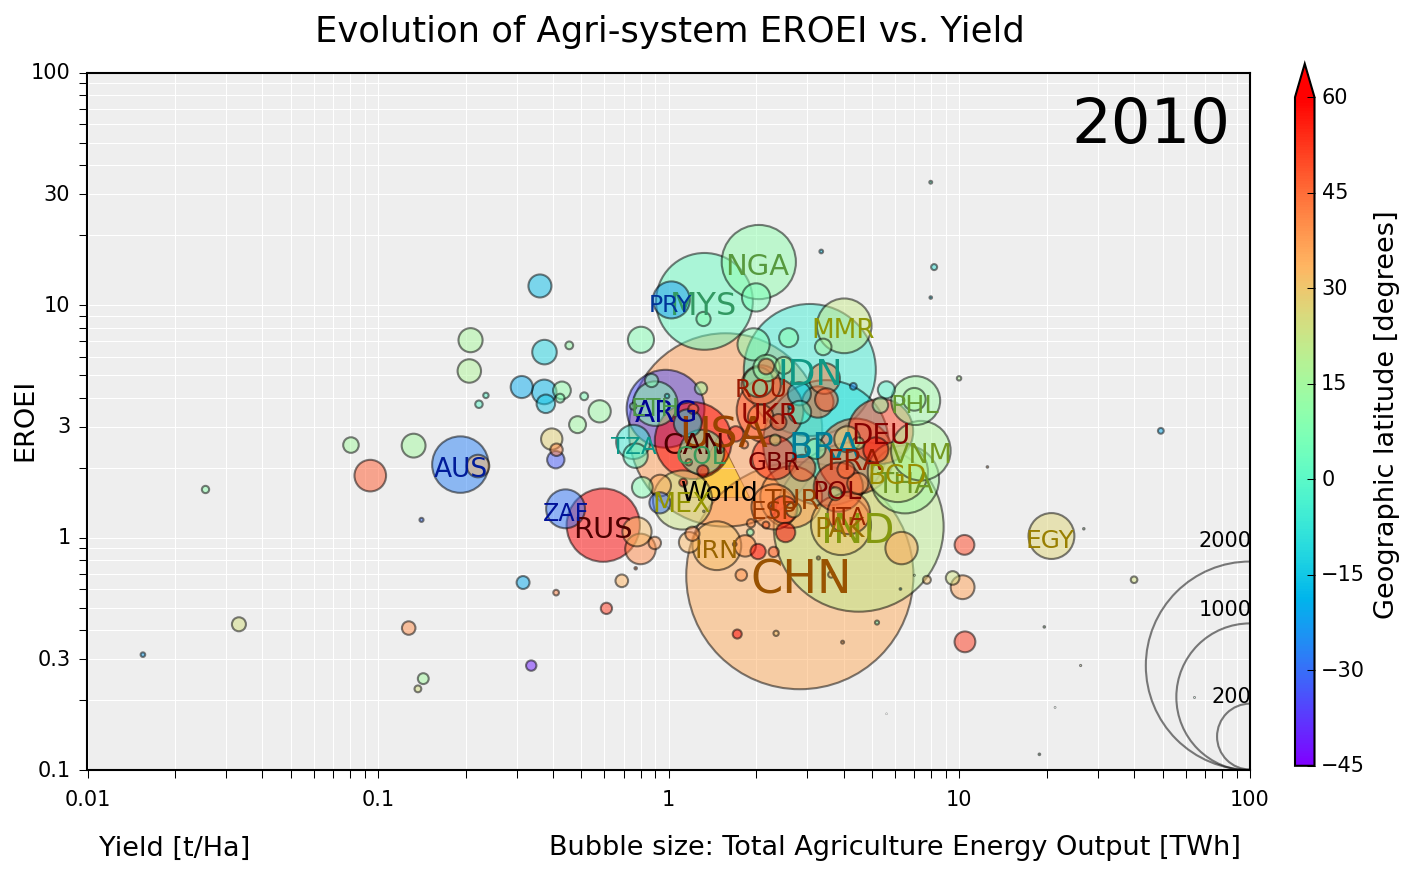 Evolution of Agri-system EROEI vs. Yield
2010
100
30
10
3
1
0.3
0.1
EROEI
0.01
0.1
1
10
100
Yield [t/Ha]
Bubble size: Total Agriculture Energy Output [TWh]
NGA
MYS
PRY
MMR
IDN
ROU
ARG
ETH
UKR
USA
PHL
CAN
DEU
TZA
BRA
COL
GBR
FRA
VNM
AUS
BGD
THA
World
POL
MEX
TUR
ESP
ZAF
RUS
ITA
PAK
IND
IRN
EGY
CHN
2000
1000
200
60
45
30
15
0
−15
−30
−45
Geographic latitude [degrees]